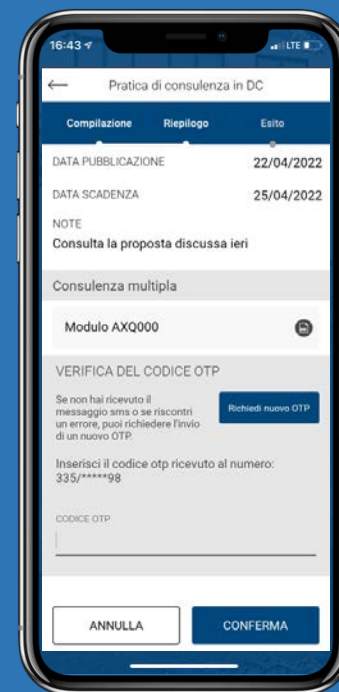 16:43
LTE
Pratica di consulenza in DC
Compilazione Riepilogo Esito
DATA PUBBLICAZIONE 22/04/2022
DATA SCADENZA 25/04/2022
NOTE
Consulta la proposta discussa ieri
Consulenza multipla
Modulo AXQ000
VERIFICA DEL CODICE OTP
Se non hai ricevuto il
messaggio sms o se riscontri
un errore, puoi richiedere l'invio
di un nuovo OTP.
Richiedi nuovo OTP
Inserisci il codice otp ricevuto al numero:
335/*****98
CODICE OTP
ANNULLA CONFERMA